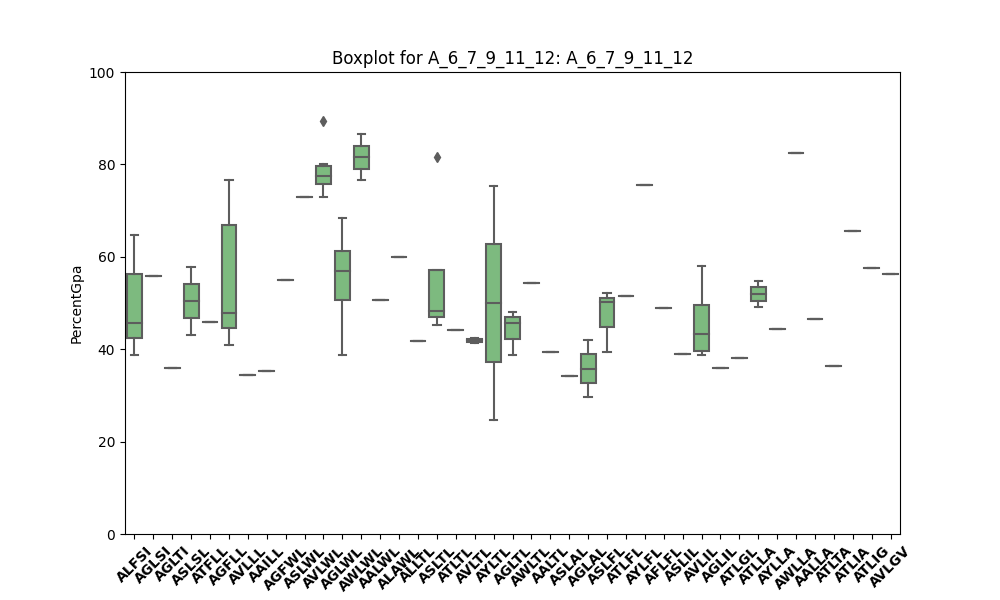 Boxplot for A_6_7_9_11_12: A_6_7_9_11_12
PercentGpa
100
80
60
40
20
0
ALFSI
AGLSI
AGLTI
ASLSL
ATFLL
AGFLL
AVLLL
AAILL
AGFWL
ASLWL
AVLWL
AGLWL
AWLWL
AALWL
ALAWL
ALLTL
ASLTL
ATLTL
AVLTL
AYLTL
AGLTL
AWLTL
AALTL
ASLAL
AGLAL
ASLFL
ATLFL
AYLFL
AFLFL
ASLIL
AVLIL
AGLIL
ATLGL
ATLLA
AYLLA
AWLLA
AALLA
ATLTA
ATLIA
ATLIG
AVLGV